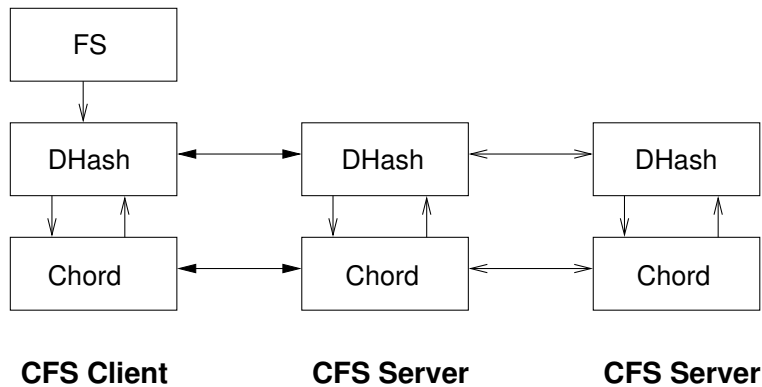 FS
DHash
DHash
DHash
Chord
Chord
Chord
CFS Client
CFS Server
CFS Server